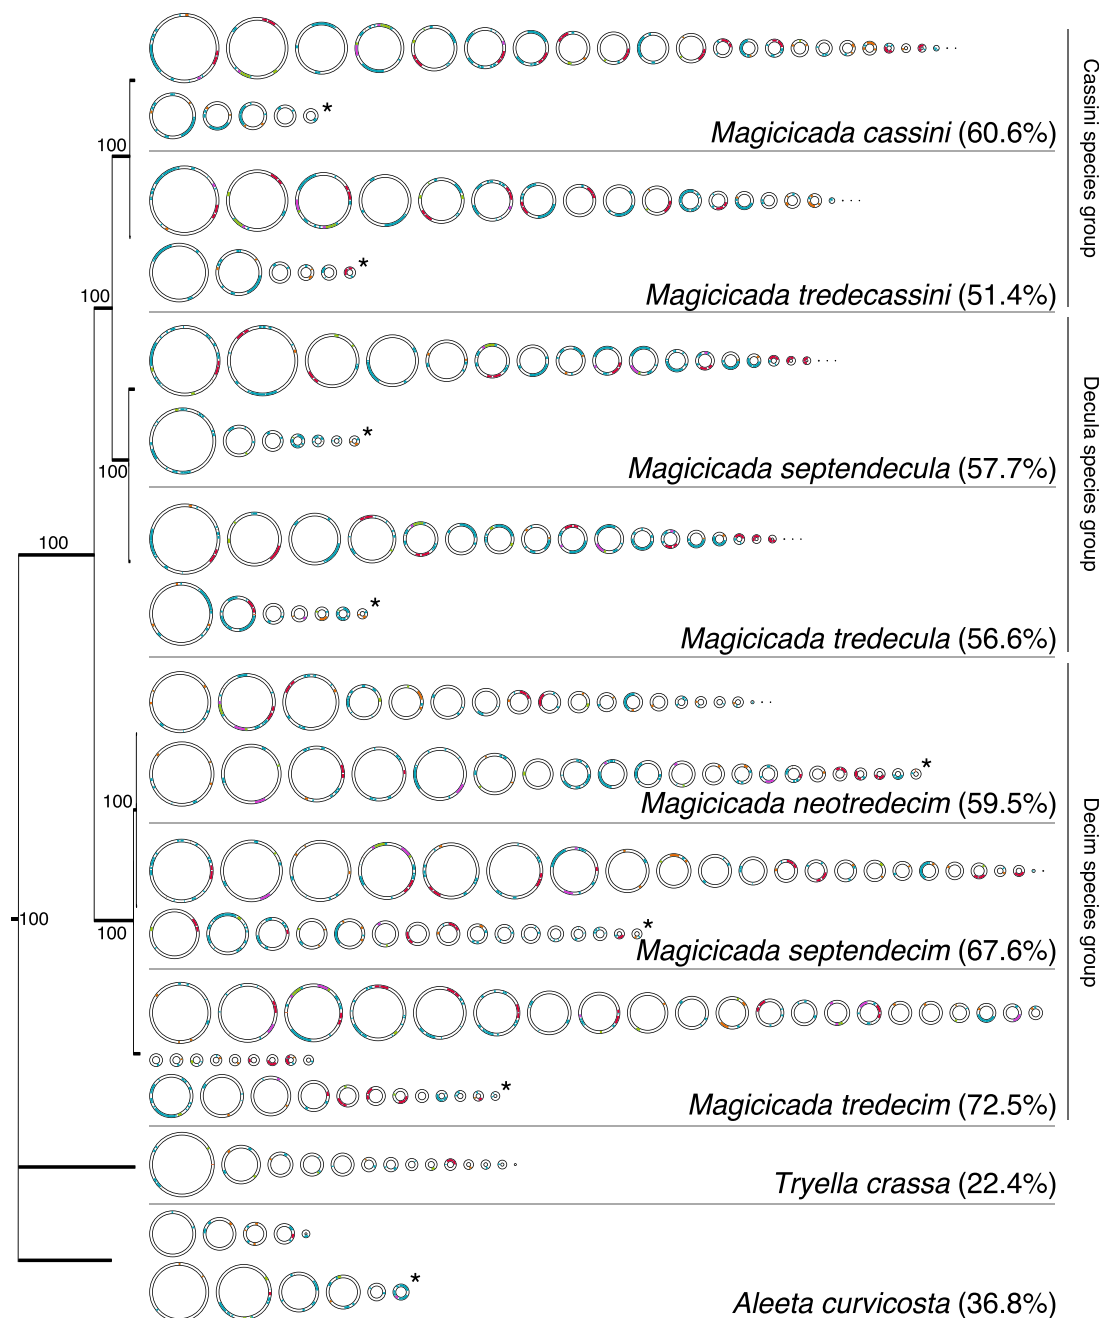 *
Magicicada cassini (60.6%)
100
*
Magicicada tredecassini (51.4%)
100
Cassini species group
*
Magicicada septendecula (57.7%)
100
*
Magicicada tredecula (56.6%)
100
Decula species group
*
Magicicada neotredecim (59.5%)
100
*
Magicicada septendecim (67.6%)
100
100
*
Magicicada tredecim (72.5%)
Decim species group
Tryella crassa (22.4%)
*
Aleeta curvicosta (36.8%)